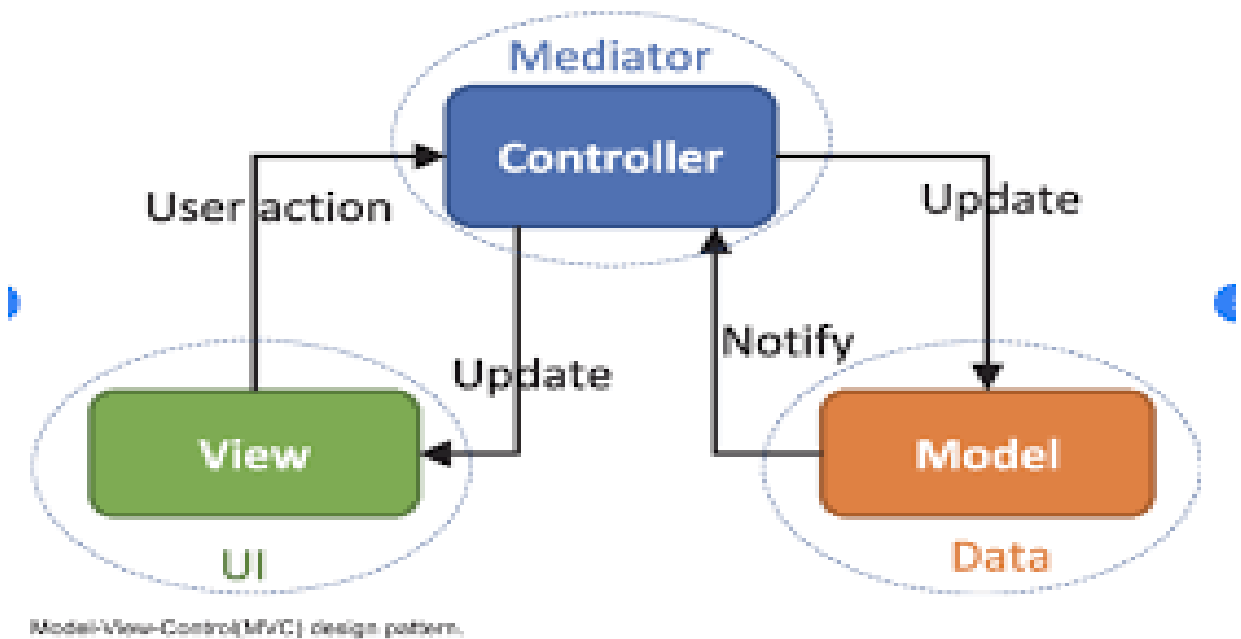 Mediator
Controller
User action
Update
Notify
Update
View
Model
UI
Data
Model-View-Control(MVC) design pattern.